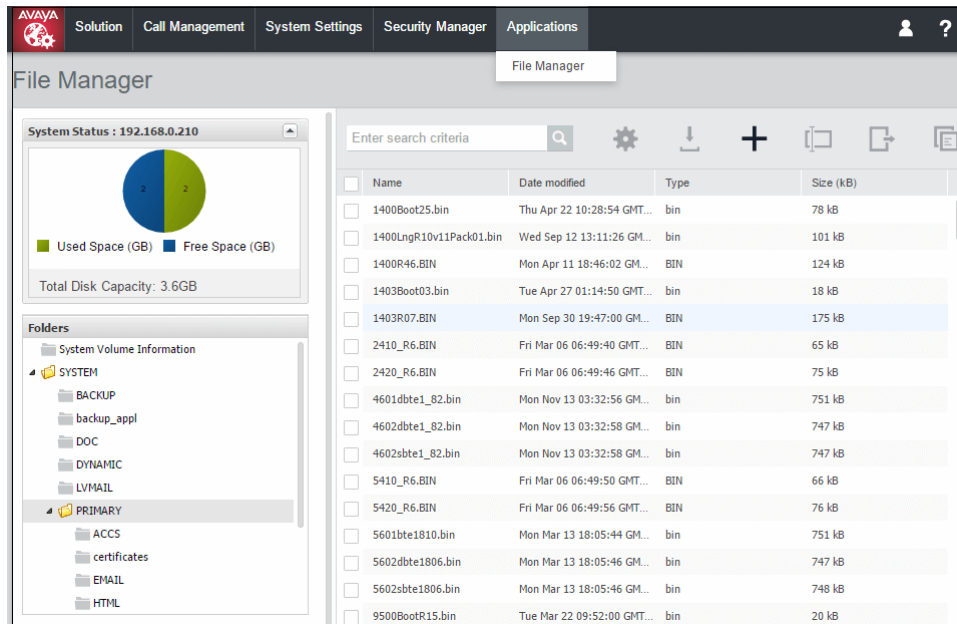 AVAYA
Solution Call Management System Settings Security Manager Applications ?
File Manager
File Manager
System Status : 192.168.0.210
2 2
Used Space (GB) Free Space (GB)
Total Disk Capacity: 3.6GB
Folders
System Volume Information
SYSTEM
BACKUP
backup_appl
DOC
DYNAMIC
LVMAIL
PRIMARY
ACCS
certificates
EMAIL
HTML
Enter search criteria
Name Date modified Type Size (kB)
1400Boot25.bin Thu Apr 22 10:28:54 GMT... bin 78 kB
1400LngR10v11Pack01.bin Wed Sep 12 13:11:26 GM... bin 101 kB
1400R46.BIN Mon Apr 11 18:46:02 GM... BIN 124 kB
1403Boot03.bin Tue Apr 27 01:14:50 GMT... bin 18 kB
1403R07.BIN Mon Sep 30 19:47:00 GM... BIN 175 kB
2410_R6.BIN Fri Mar 06 06:49:40 GMT... BIN 65 kB
2420_R6.BIN Fri Mar 06 06:49:46 GMT... BIN 75 kB
4601dbte1_82.bin Mon Nov 13 03:32:56 GM... bin 751 kB
4602dbte1_82.bin Mon Nov 13 03:32:58 GM... bin 747 kB
4602sbte1_82.bin Mon Nov 13 03:32:58 GM... bin 747 kB
5410_R6.BIN Fri Mar 06 06:49:50 GMT... BIN 66 kB
5420_R6.BIN Fri Mar 06 06:49:56 GMT... BIN 76 kB
5601bte1810.bin Mon Mar 13 18:05:44 GM... bin 751 kB
5602dbte1806.bin Mon Mar 13 18:05:46 GM... bin 747 kB
5602sbte1806.bin Mon Mar 13 18:05:46 GM... bin 748 kB
9500BootR15.bin Tue Mar 22 09:52:00 GMT... bin 20 kB